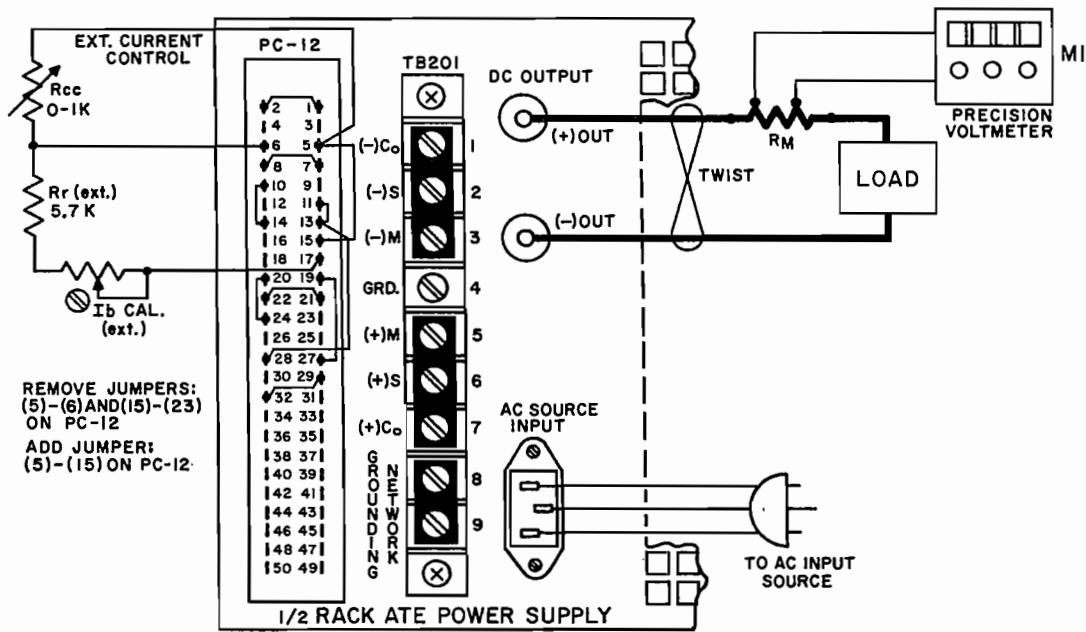 EXT. CURRENT
CONTROL
Rcc
0-1K
Rr (ext.)
5.7 K
Ib CAL.
(ext.)
REMOVE JUMPERS:
(5)-(6) AND (15)-(23)
ON PC-12
ADD JUMPER:
(5)-(15) ON PC-12
PC-12
2 1
4 3
6 5
8 7
10 9
12 11
14 13
16 15
18 17
20 19
22 21
24 23
26 25
28 27
30 29
32 31
34 33
36 35
38 37
40 39
42 41
44 43
46 45
48 47
50 49
TB201
(-)Co 1
(-)S 2
(-)M 3
GRD. 4
(+)M 5
(+)S 6
(+)Co 7
8
9
GROUNDING
NETWORK
DC OUTPUT
(+)OUT
(-)OUT
TWIST
RM
LOAD
MI
PRECISION
VOLTMETER
AC SOURCE
INPUT
TO AC INPUT
SOURCE
1/2 RACK ATE POWER SUPPLY